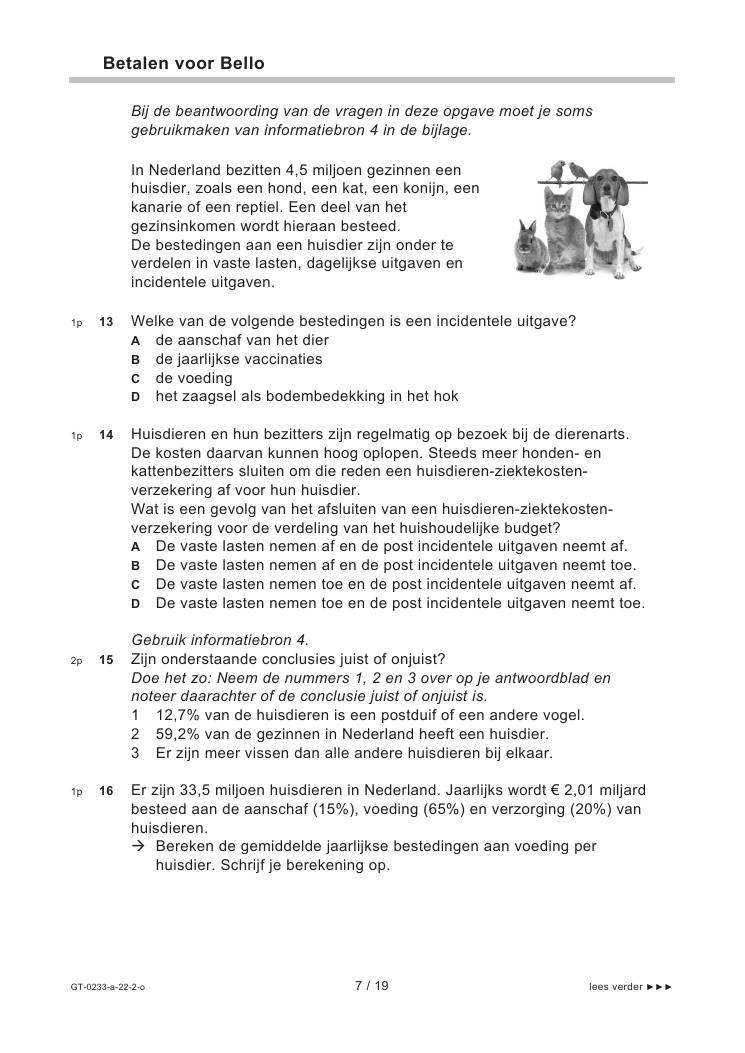 Betalen voor Bello
Bij de beantwoording van de vragen in deze opgave moet je soms
gebruikmaken van informatiebron 4 in de bijlage.
In Nederland bezitten 4,5 miljoen gezinnen een
huisdier, zoals een hond, een kat, een konijn, een
kanarie of een reptiel. Een deel van het
gezinsinkomen wordt hieraan besteed.
De bestedingen aan een huisdier zijn onder te
verdelen in vaste lasten, dagelijkse uitgaven en
incidentele uitgaven.
1p 13 Welke van de volgende bestedingen is een incidentele uitgave?
A de aanschaf van het dier
B de jaarlijkse vaccinaties
C de voeding
D het zaagsel als bodembedekking in het hok
1p 14 Huisdieren en hun bezitters zijn regelmatig op bezoek bij de dierenarts.
De kosten daarvan kunnen hoog oplopen. Steeds meer honden- en
kattenbezitters sluiten om die reden een huisdieren-ziektekosten-
verzekering af voor hun huisdier.
Wat is een gevolg van het afsluiten van een huisdieren-ziektekosten-
verzekering voor de verdeling van het huishoudelijke budget?
A De vaste lasten nemen af en de post incidentele uitgaven neemt af.
B De vaste lasten nemen af en de post incidentele uitgaven neemt toe.
C De vaste lasten nemen toe en de post incidentele uitgaven neemt af.
D De vaste lasten nemen toe en de post incidentele uitgaven neemt toe.
Gebruik informatiebron 4.
2p 15 Zijn onderstaande conclusies juist of onjuist?
Doe het zo: Neem de nummers 1, 2 en 3 over op je antwoordblad en
noteer daarachter of de conclusie juist of onjuist is.
1 12,7% van de huisdieren is een postduif of een andere vogel.
2 59,2% van de gezinnen in Nederland heeft een huisdier.
3 Er zijn meer vissen dan alle andere huisdieren bij elkaar.
1p 16 Er zijn 33,5 miljoen huisdieren in Nederland. Jaarlijks wordt € 2,01 miljard
besteed aan de aanschaf (15%), voeding (65%) en verzorging (20%) van
huisdieren.
→ Bereken de gemiddelde jaarlijkse bestedingen aan voeding per
huisdier. Schrijf je berekening op.
GT-0233-a-22-2-o 7 / 19 lees verder ►►►